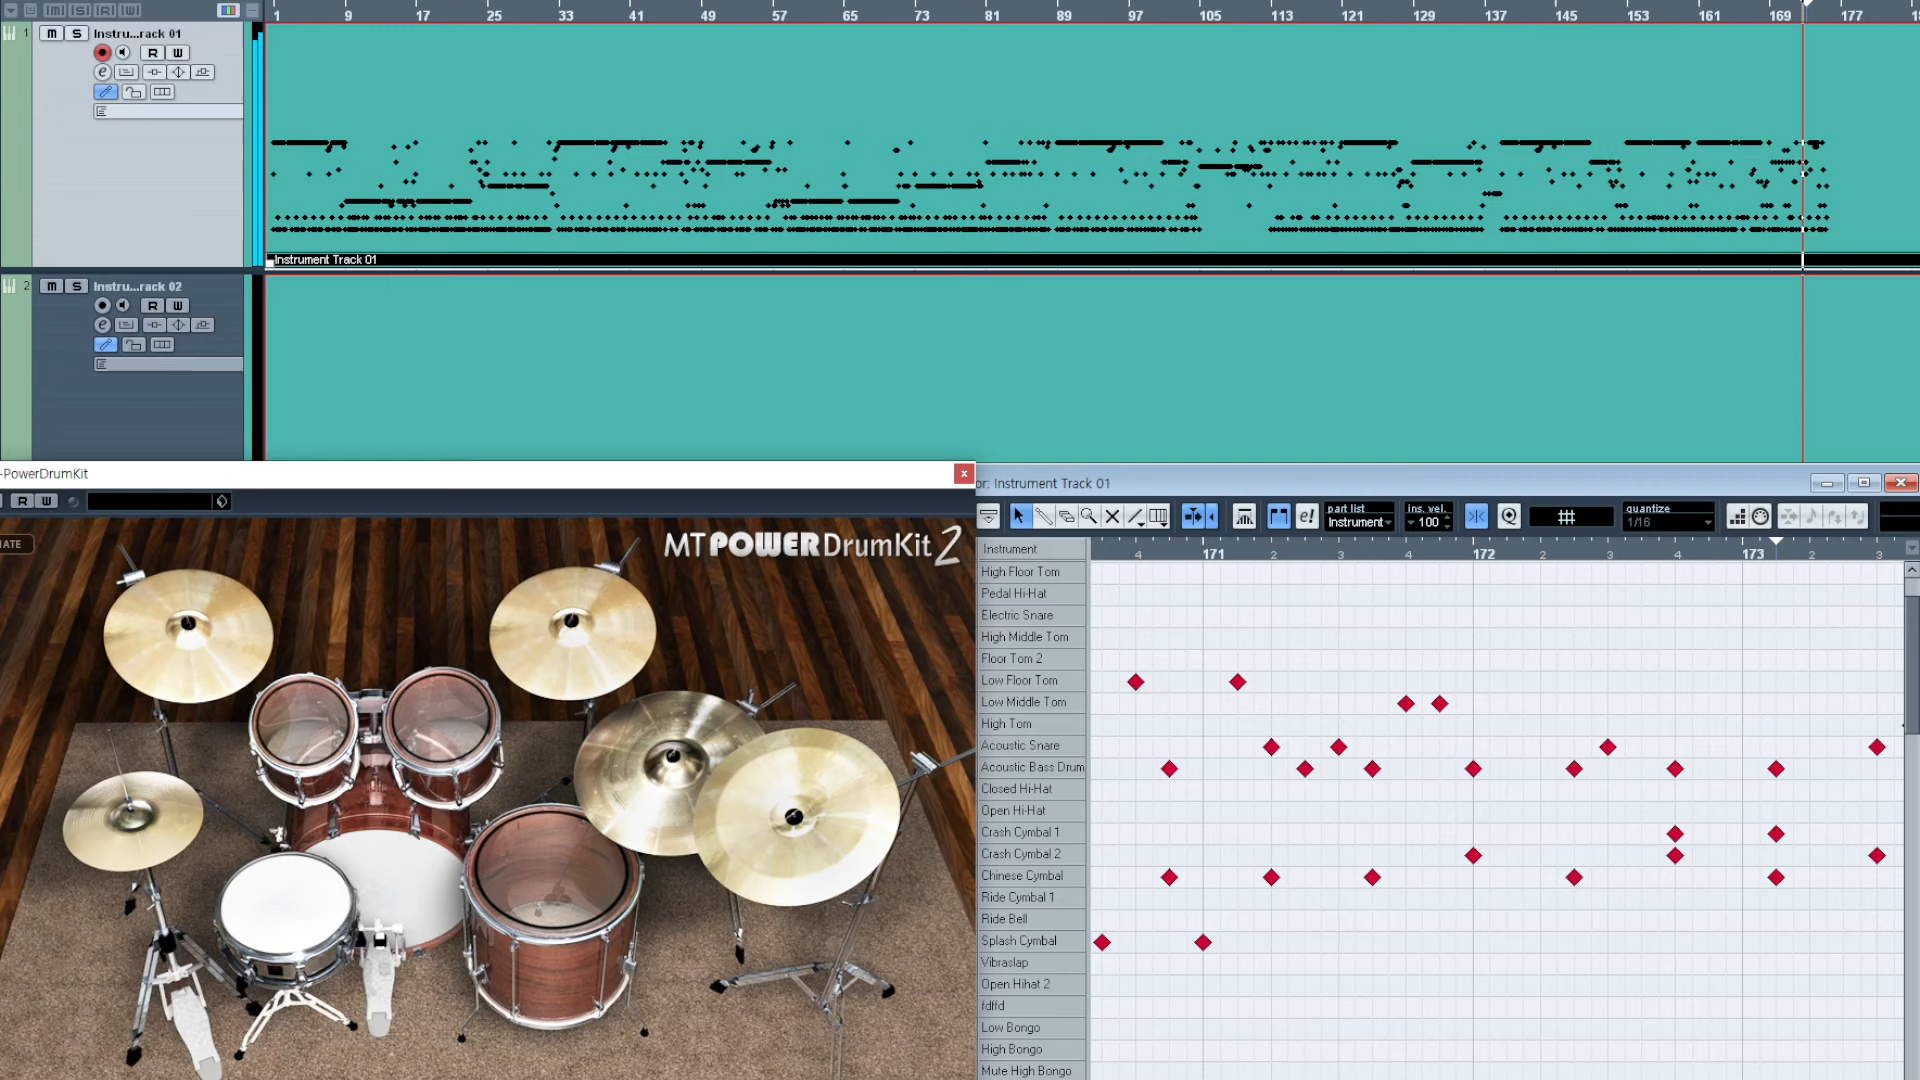 |M| |S| |R| |W|
1 9 17 25 33 41 49 57 65 73 81 89 97 105 113 121 129 137 145 153 161 169 177
1 M S Instru...rack 01
R W
e
Instrument Track 01
2 M S Instru...rack 02
R W
e
-PowerDrumKit
x
R W
ATE
MT POWER DrumKit 2
or: Instrument Track 01
e!
part list
Instrument
ins. vel.
100
Q
quantize
1/16
Instrument
4 171 2 3 4 172 2 3 4 173 2 3
High Floor Tom
Pedal Hi-Hat
Electric Snare
High Middle Tom
Floor Tom 2
Low Floor Tom
Low Middle Tom
High Tom
Acoustic Snare
Acoustic Bass Drum
Closed Hi-Hat
Open Hi-Hat
Crash Cymbal 1
Crash Cymbal 2
Chinese Cymbal
Ride Cymbal 1
Ride Bell
Splash Cymbal
Vibraslap
Open Hihat 2
fdffd
Low Bongo
High Bongo
Mute High Bongo